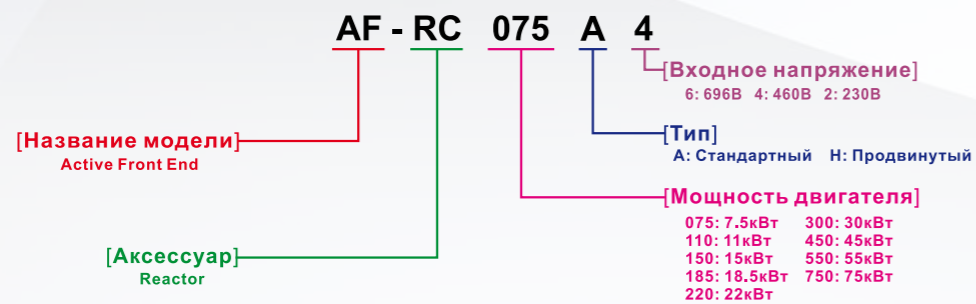 AF - RC 075 A 4
[Входное напряжение]
6: 696В 4: 460В 2: 230В
[Название модели]
Active Front End
[Тип]
А: Стандартный Н: Продвинутый
[Мощность двигателя]
075: 7.5кВт 300: 30кВт
110: 11кВт 450: 45кВт
150: 15кВт 550: 55кВт
185: 18.5кВт 750: 75кВт
220: 22кВт
[Аксессуар]
Reactor